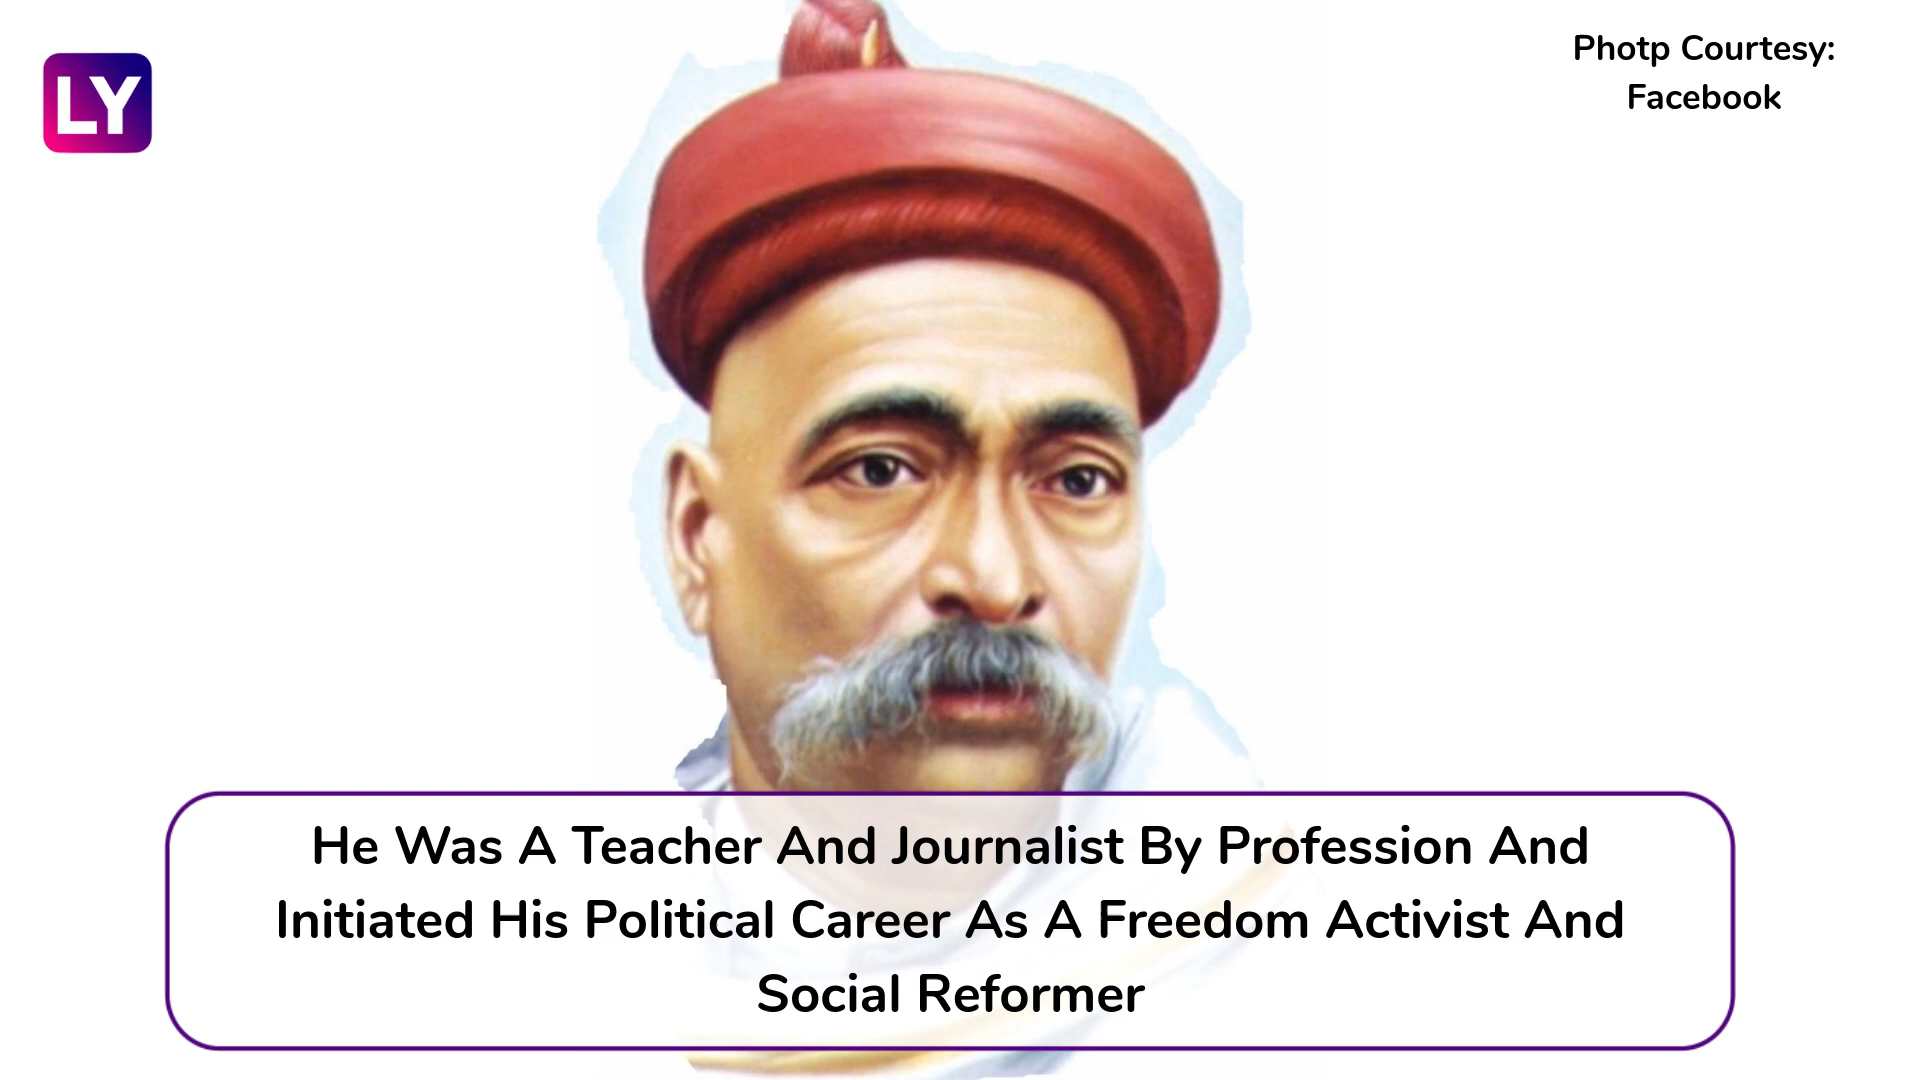 LY
Photp Courtesy:
Facebook
He Was A Teacher And Journalist By Profession And
Initiated His Political Career As A Freedom Activist And
Social Reformer